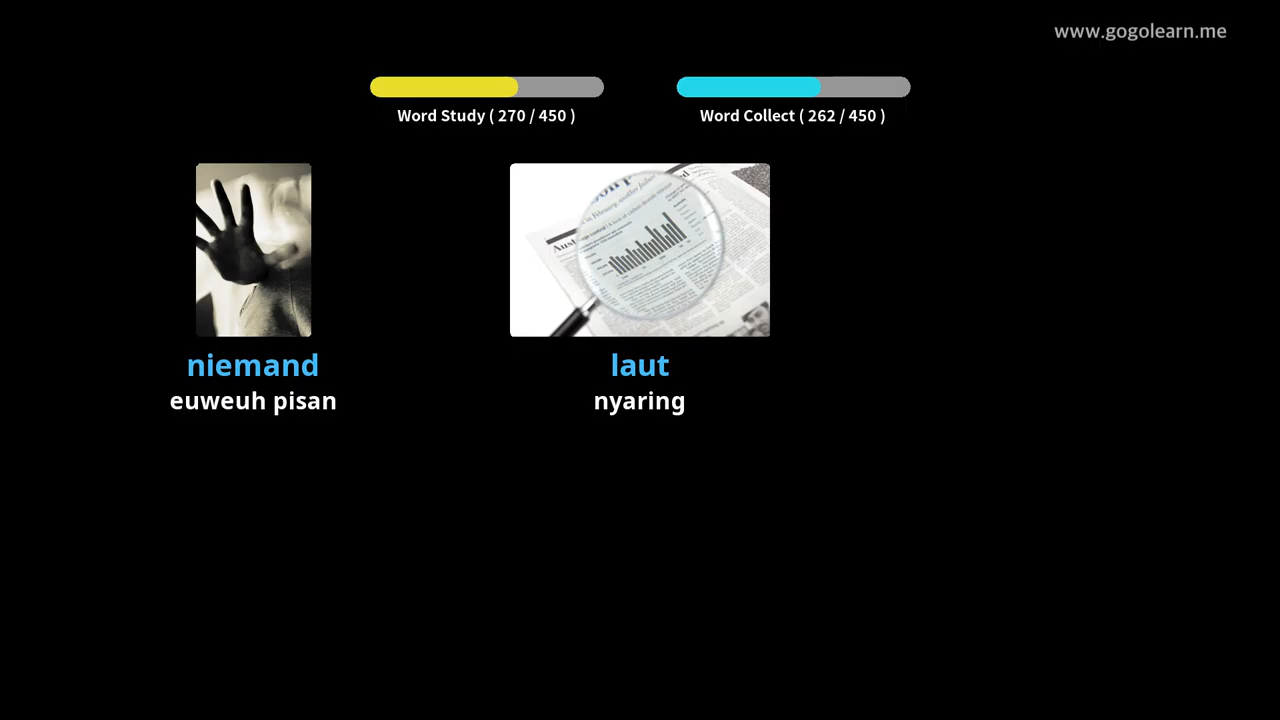 www.gogolearn.me
Word Study ( 270 / 450 )
Word Collect ( 262 / 450 )
niemand
laut
euweuh pisan
nyaring